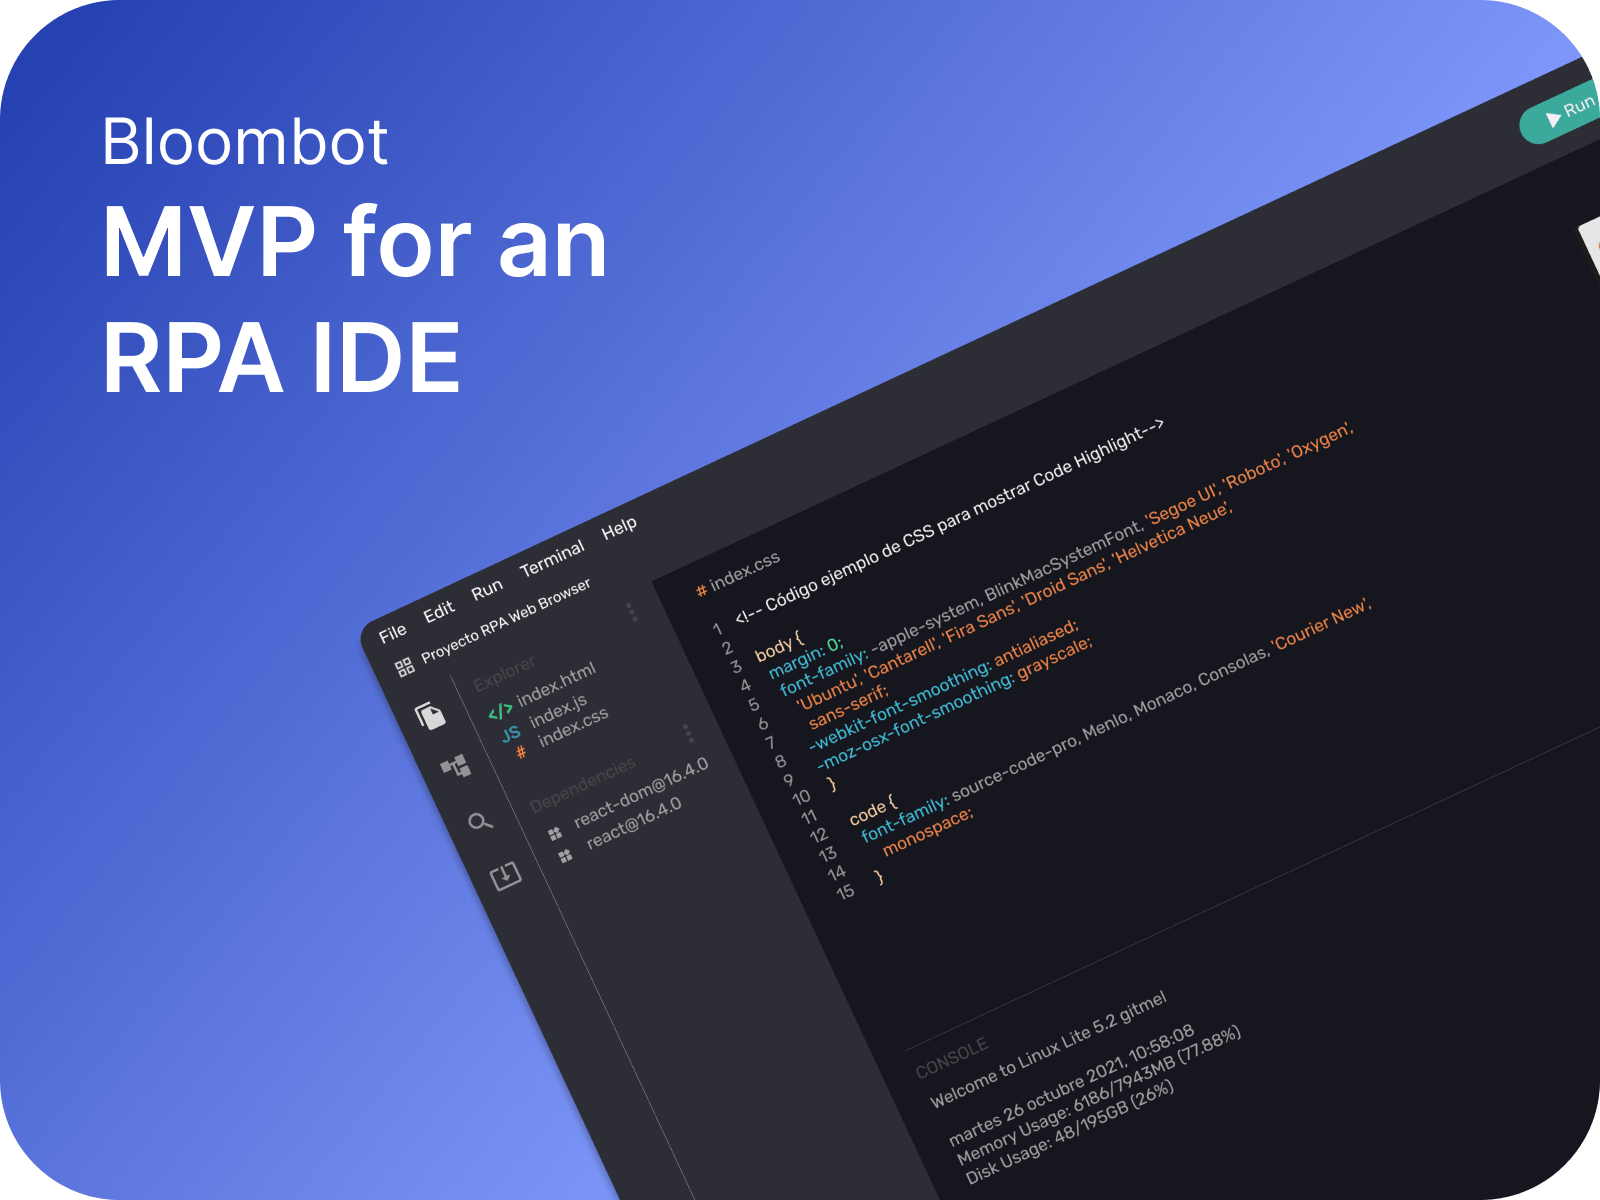 Bloombot
MVP for an
RPA IDE
Run
File Edit Run Terminal Help
Proyecto RPA Web Browser
Explorer
</> index.html
JS index.js
# index.css
Dependencies
react-dom@16.4.0
react@16.4.0
# index.css
1 <!-- Código ejemplo de CSS para mostrar Code Highlight-->
2
3 body {
4 margin: 0;
5 font-family: -apple-system, BlinkMacSystemFont, 'Segoe UI', 'Roboto', 'Oxygen',
6 'Ubuntu', 'Cantarell', 'Fira Sans', 'Droid Sans', 'Helvetica Neue',
7 sans-serif;
8 -webkit-font-smoothing: antialiased;
9 -moz-osx-font-smoothing: grayscale;
10 }
11
12 code {
13 font-family: source-code-pro, Menlo, Monaco, Consolas, 'Courier New',
14 monospace;
15 }
CONSOLE
Welcome to Linux Lite 5.2 gitmel
martes 26 octubre 2021, 10:58:08
Memory Usage: 6186/7943MB (77.88%)
Disk Usage: 48/195GB (26%)